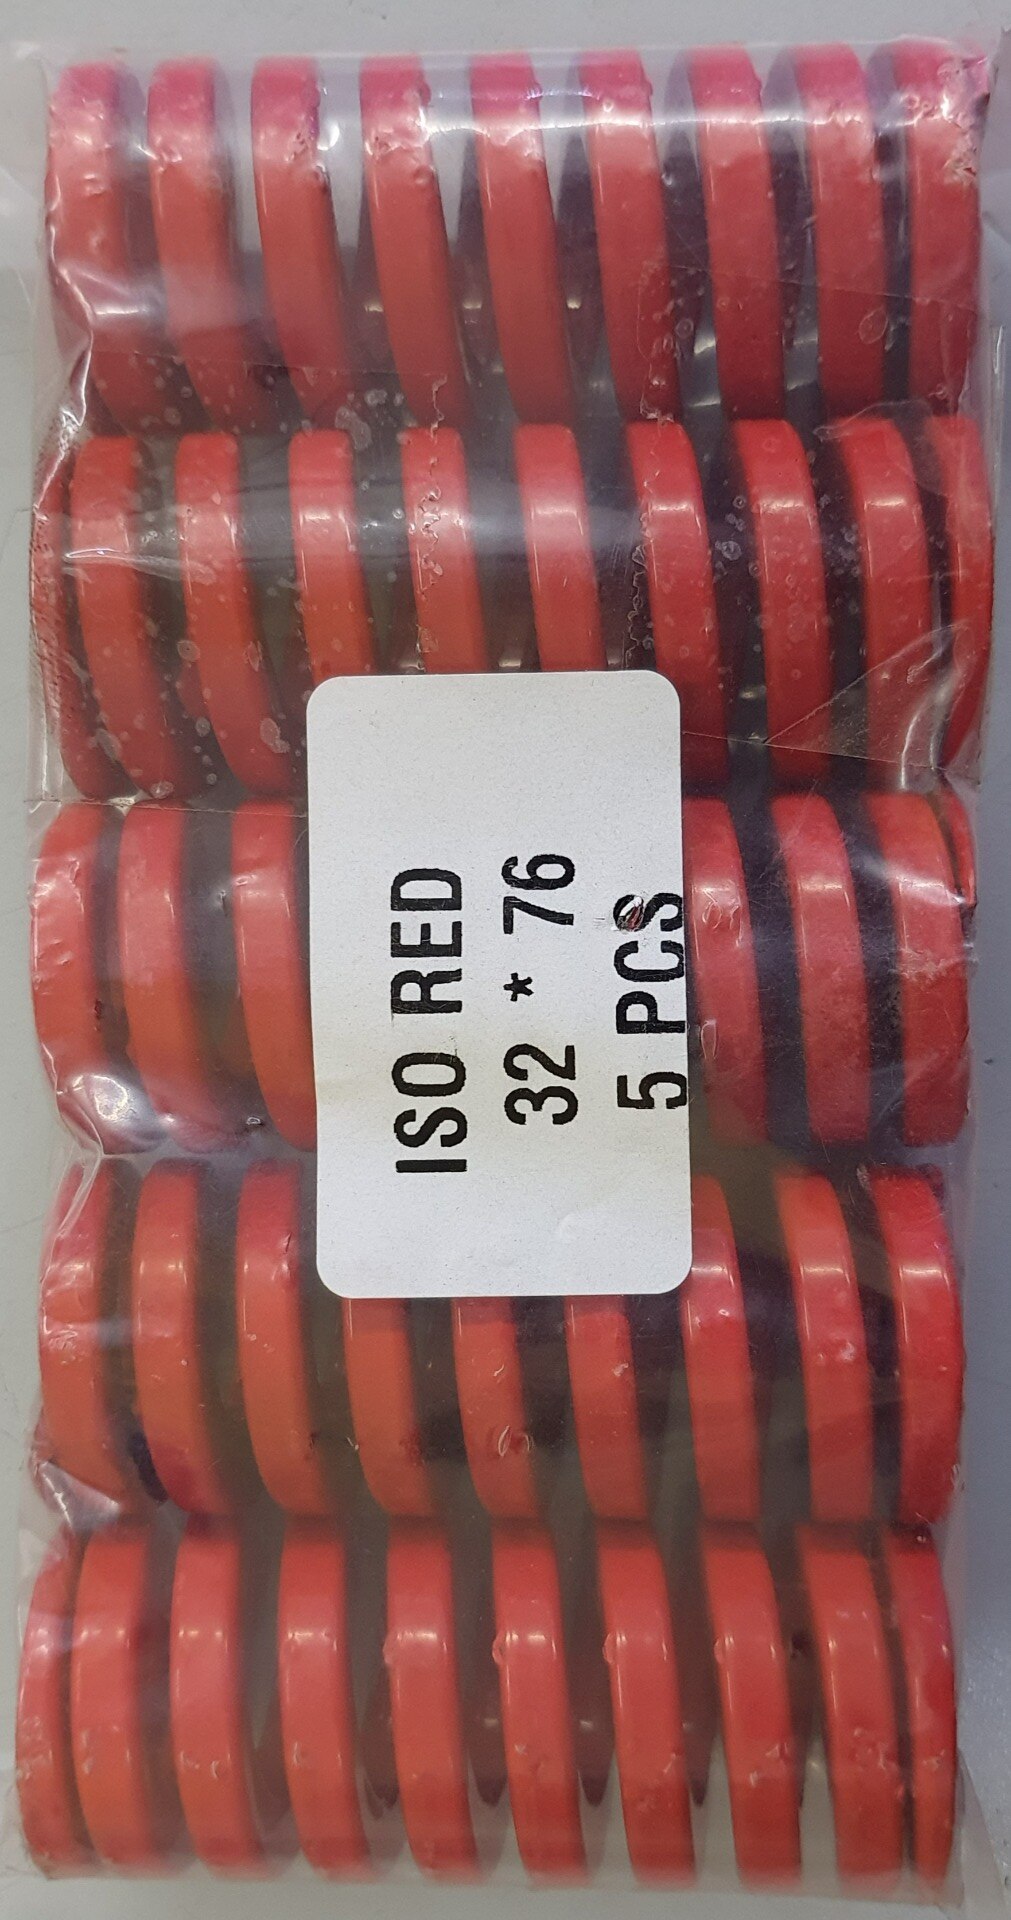 ISO RED
32 * 76
5 PCS